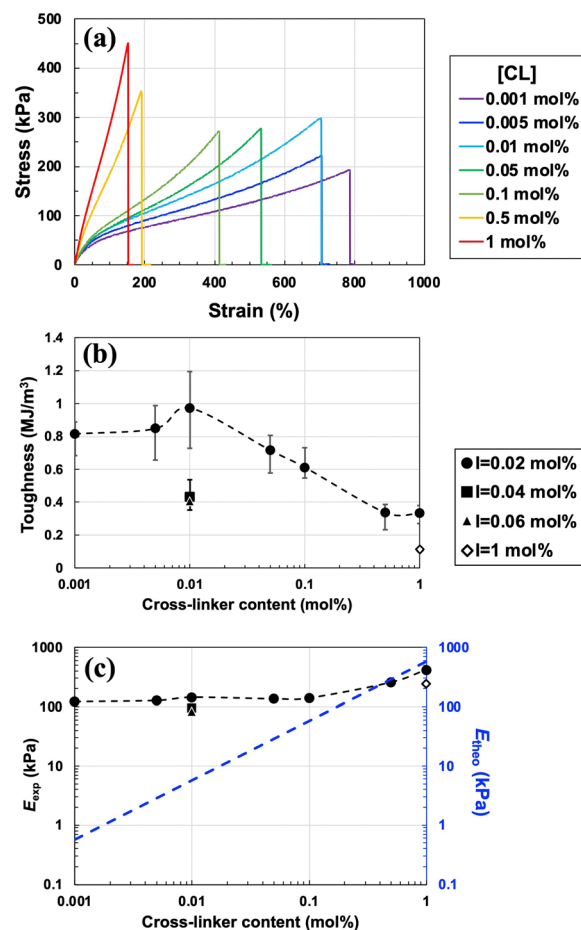 (a)
500
400
300
200
100
0
Stress (kPa)
0 200 400 600 800 1000
Strain (%)
[CL]
0.001 mol%
0.005 mol%
0.01 mol%
0.05 mol%
0.1 mol%
0.5 mol%
1 mol%
(b)
1.4
1.2
1
0.8
0.6
0.4
0.2
0
Toughness (MJ/m³)
0.001 0.01 0.1 1
Cross-linker content (mol%)
I=0.02 mol%
I=0.04 mol%
I=0.06 mol%
I=1 mol%
(c)
1000
100
10
1
0.1
E_exp (kPa)
1000
100
10
1
0.1
E_theo (kPa)
0.001 0.01 0.1 1
Cross-linker content (mol%)